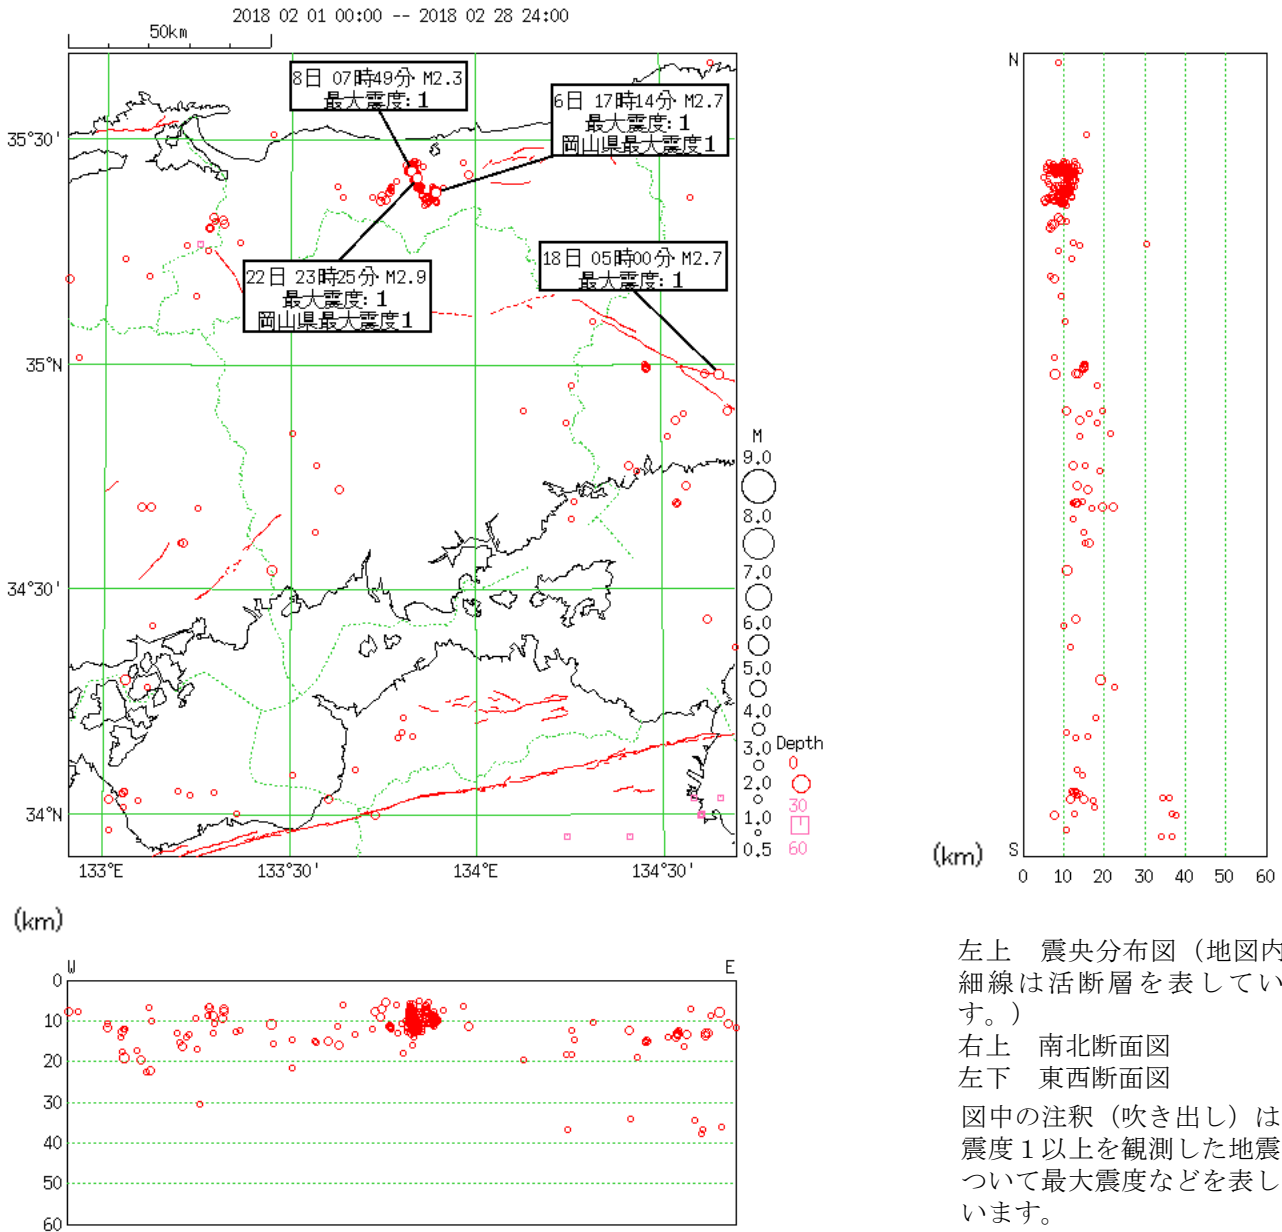 2018 02 01 00:00 -- 2018 02 28 24:00
50km
8日 07時49分 M2.3
最大震度:1
6日 17時14分 M2.7
最大震度:1
岡山県最大震度1
22日 23時25分 M2.9
最大震度:1
岡山県最大震度1
18日 05時00分 M2.7
最大震度:1
35°30'
35°N
34°30'
34°N
133°E
133°30'
134°E
134°30'
M
9.0
8.0
7.0
6.0
5.0
4.0
3.0
2.0
1.0
0.5
Depth
0
30
60
N
S
(km)
0 10 20 30 40 50 60
(km)
W
E
0
10
20
30
40
50
60
左上 震央分布図（地図内
細線は活断層を表してい
す。）
右上 南北断面図
左下 東西断面図
図中の注釈（吹き出し）は
震度１以上を観測した地震
ついて最大震度などを表し
います。